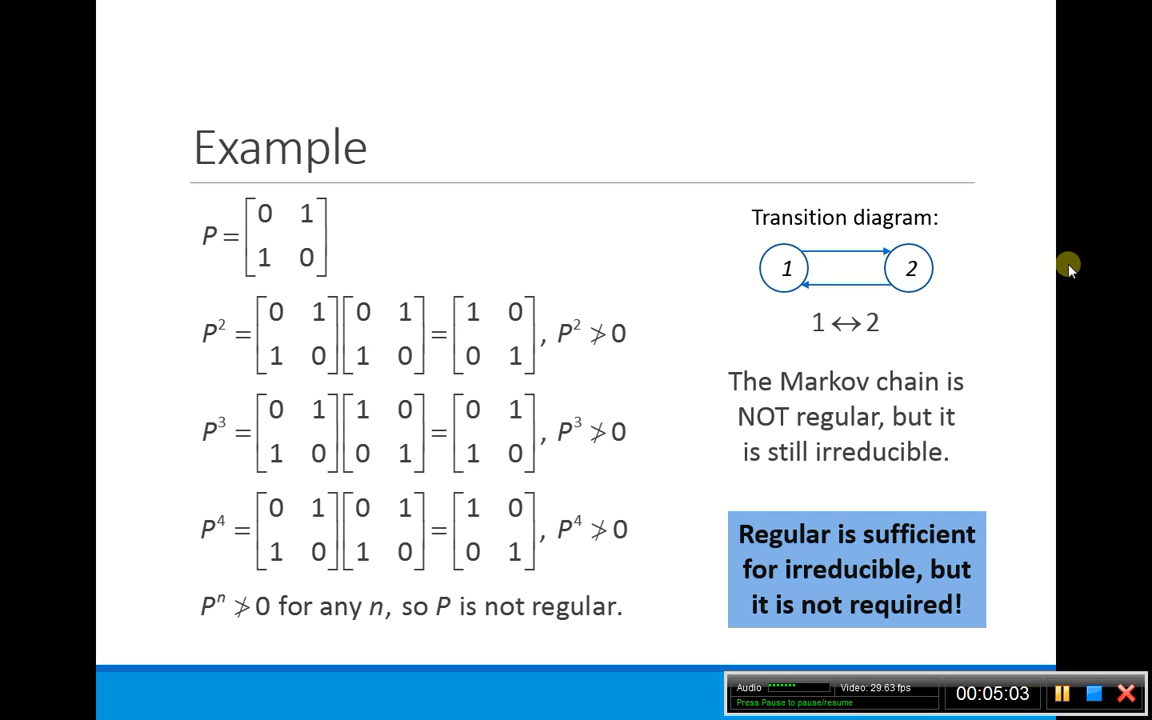 Example
P = [0 1; 1 0]
P² = [0 1; 1 0] [0 1; 1 0] = [1 0; 0 1], P² ≯ 0
P³ = [0 1; 1 0] [1 0; 0 1] = [0 1; 1 0], P³ ≯ 0
P⁴ = [0 1; 1 0] [0 1; 1 0] = [1 0; 0 1], P⁴ ≯ 0
Pⁿ ≯ 0 for any n, so P is not regular.
Transition diagram:
1 2
1 ↔ 2
The Markov chain is
NOT regular, but it
is still irreducible.
Regular is sufficient
for irreducible, but
it is not required!
Audio Video: 29.63 fps
Press Pause to pause/resume
00:05:03